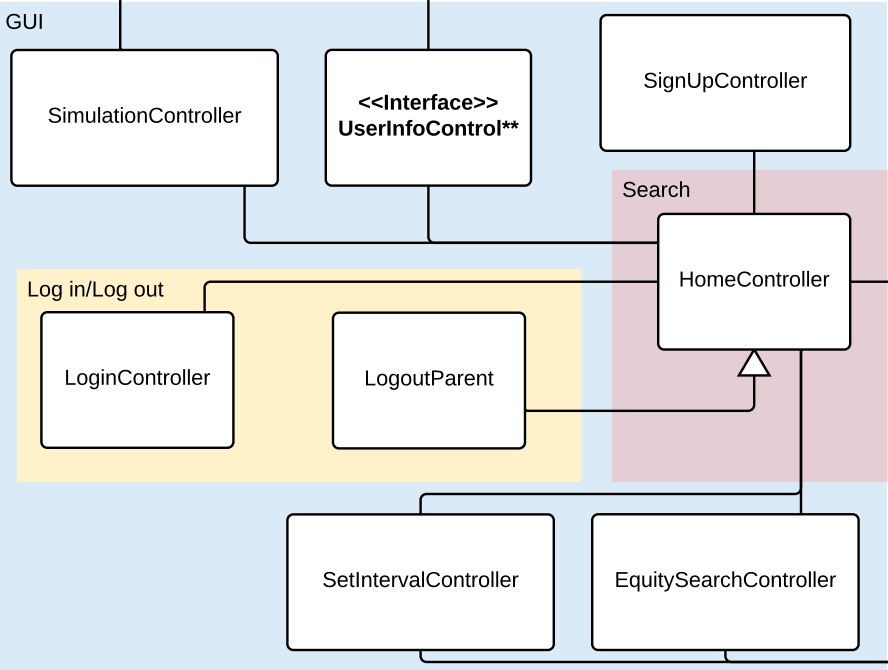 GUI
SimulationController
<<Interface>>
UserInfoControl**
SignUpController
Search
HomeController
Log in/Log out
LoginController
LogoutParent
SetIntervalController
EquitySearchController